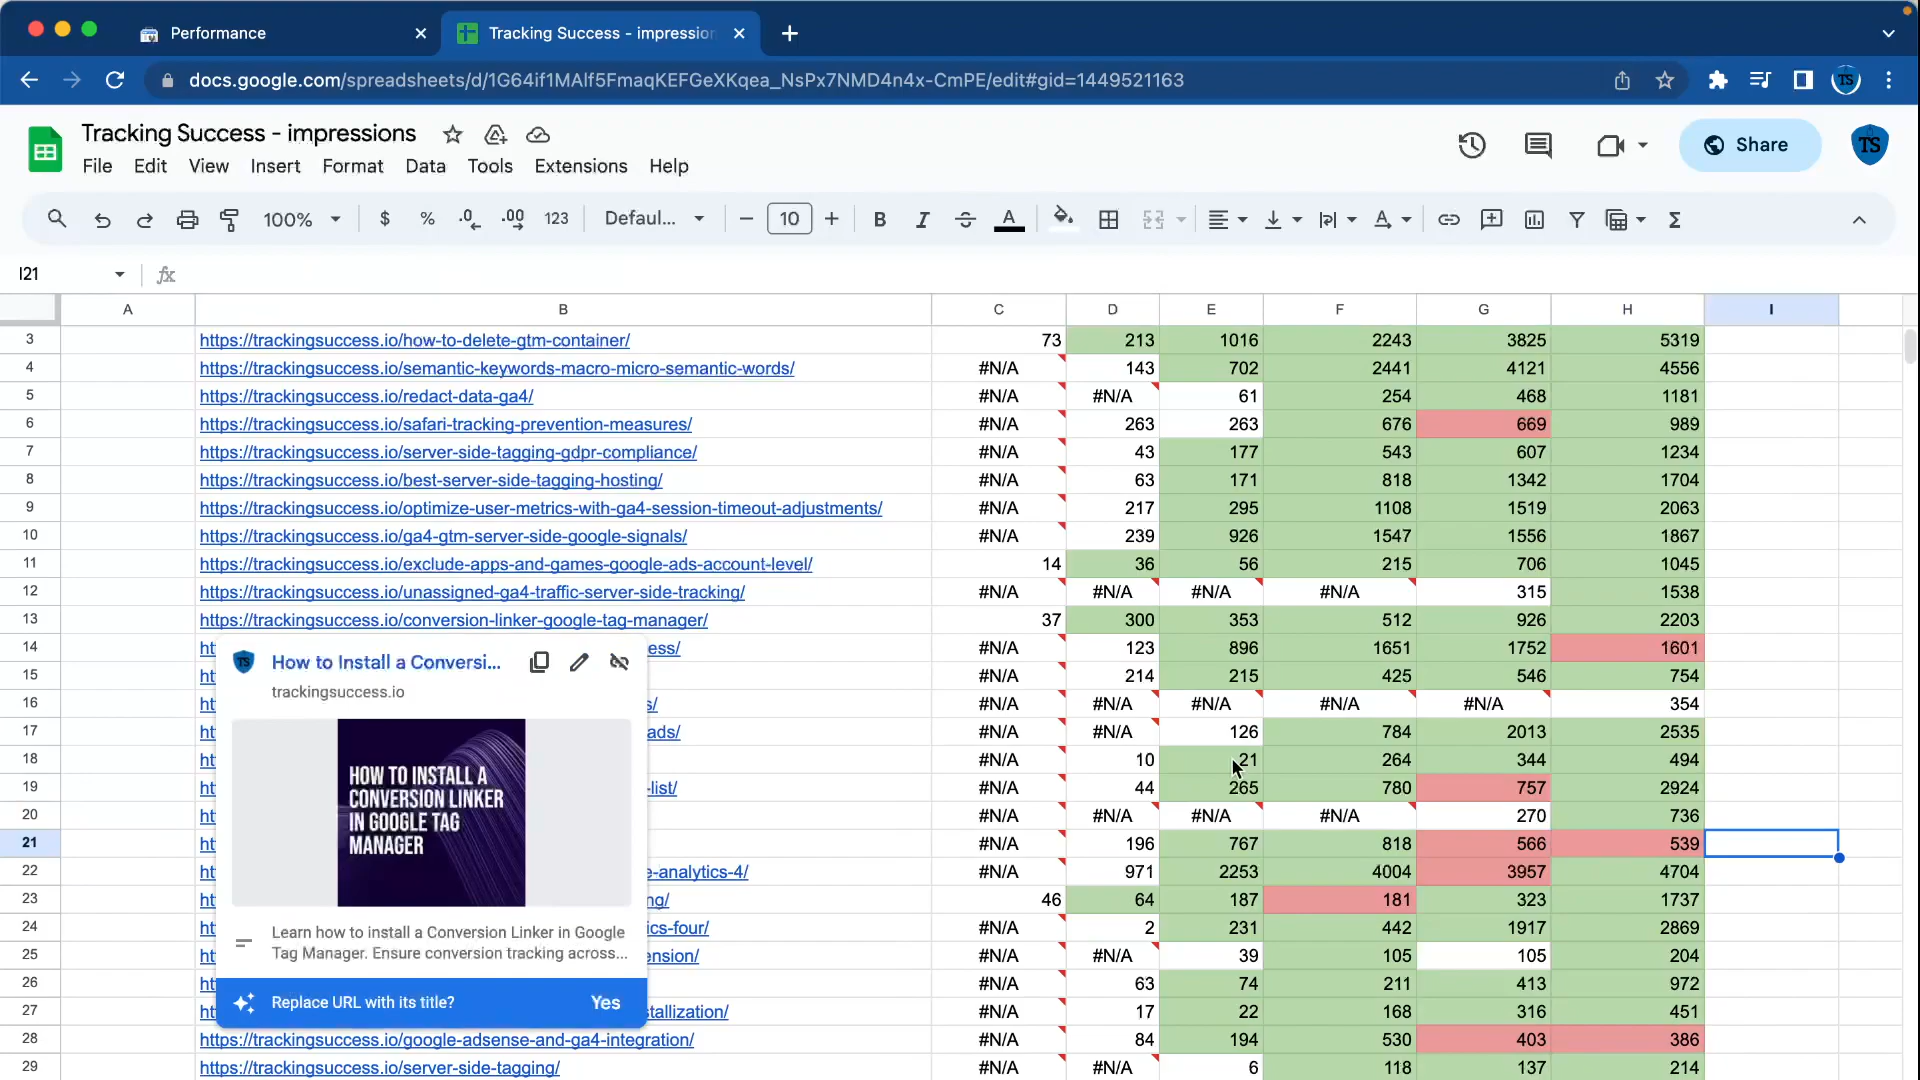 Performance
Tracking Success - impression
docs.google.com/spreadsheets/d/1G64if1MAlf5FmaqKEFGeXKqea_NsPx7NMD4n4x-CmPE/edit#gid=1449521163
TS
Tracking Success - impressions
File Edit View Insert Format Data Tools Extensions Help
Share
TS
100% $ % .0 .00 123 Defaul... 10 B I S A Σ
I21 fx
A B C D E F G H I
3 https://trackingsuccess.io/how-to-delete-gtm-container/ 73 213 1016 2243 3825 5319
4 https://trackingsuccess.io/semantic-keywords-macro-micro-semantic-words/ #N/A 143 702 2441 4121 4556
5 https://trackingsuccess.io/redact-data-ga4/ #N/A #N/A 61 254 468 1181
6 https://trackingsuccess.io/safari-tracking-prevention-measures/ #N/A 263 263 676 669 989
7 https://trackingsuccess.io/server-side-tagging-gdpr-compliance/ #N/A 43 177 543 607 1234
8 https://trackingsuccess.io/best-server-side-tagging-hosting/ #N/A 63 171 818 1342 1704
9 https://trackingsuccess.io/optimize-user-metrics-with-ga4-session-timeout-adjustments/ #N/A 217 295 1108 1519 2063
10 https://trackingsuccess.io/ga4-gtm-server-side-google-signals/ #N/A 239 926 1547 1556 1867
11 https://trackingsuccess.io/exclude-apps-and-games-google-ads-account-level/ 14 36 56 215 706 1045
12 https://trackingsuccess.io/unassigned-ga4-traffic-server-side-tracking/ #N/A #N/A #N/A #N/A 315 1538
13 https://trackingsuccess.io/conversion-linker-google-tag-manager/ 37 300 353 512 926 2203
14 ht ess/ #N/A 123 896 1651 1752 1601
15 ht #N/A 214 215 425 546 754
16 ht s/ #N/A #N/A #N/A #N/A #N/A 354
17 ht ads/ #N/A #N/A 126 784 2013 2535
18 ht #N/A 10 21 264 344 494
19 ht -list/ #N/A 44 265 780 757 2924
20 ht #N/A #N/A #N/A #N/A 270 736
21 ht #N/A 196 767 818 566 539
22 ht e-analytics-4/ #N/A 971 2253 4004 3957 4704
23 ht ng/ 46 64 187 181 323 1737
24 ht ics-four/ #N/A 2 231 442 1917 2869
25 ht ension/ #N/A #N/A 39 105 105 204
26 ht #N/A 63 74 211 413 972
27 ht stallization/ #N/A 17 22 168 316 451
28 https://trackingsuccess.io/google-adsense-and-ga4-integration/ #N/A 84 194 530 403 386
29 https://trackingsuccess.io/server-side-tagging/ #N/A #N/A 6 118 137 214
TS How to Install a Conversi...
trackingsuccess.io
HOW TO INSTALL A
CONVERSION LINKER
IN GOOGLE TAG
MANAGER
Learn how to install a Conversion Linker in Google
Tag Manager. Ensure conversion tracking across...
Replace URL with its title? Yes